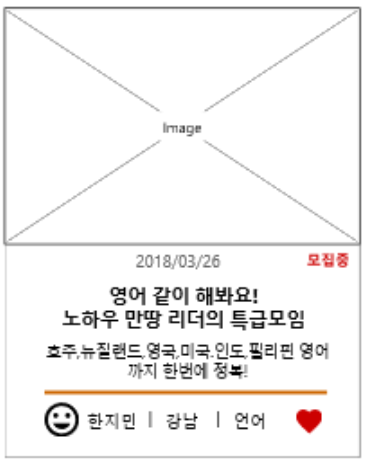 Image
2018/03/26 모집중
영어 같이 해봐요!
노하우 만땅 리더의 특급모임
호주,뉴질랜드,영국,미국.인도,필리핀 영어
까지 한번에 정복!
한지민 | 강남 | 언어